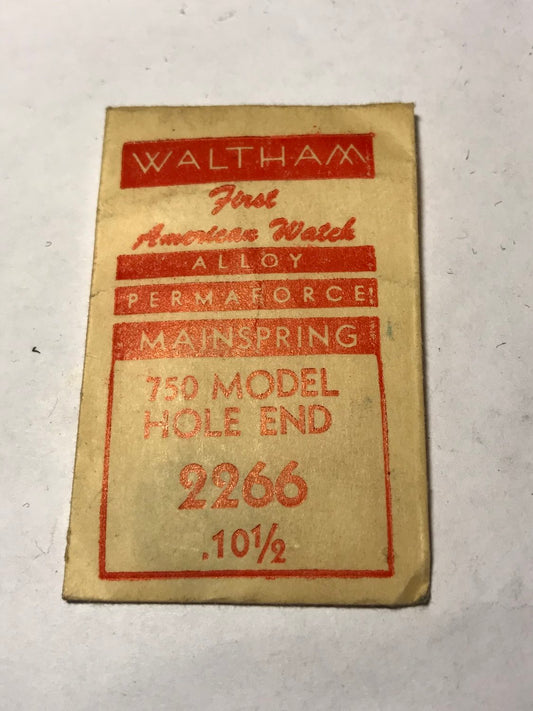 WALTHAM
First
American Watch
ALLOY
PERMAFORCE!
MAINSPRING
750 MODEL
HOLE END
2266
.10½